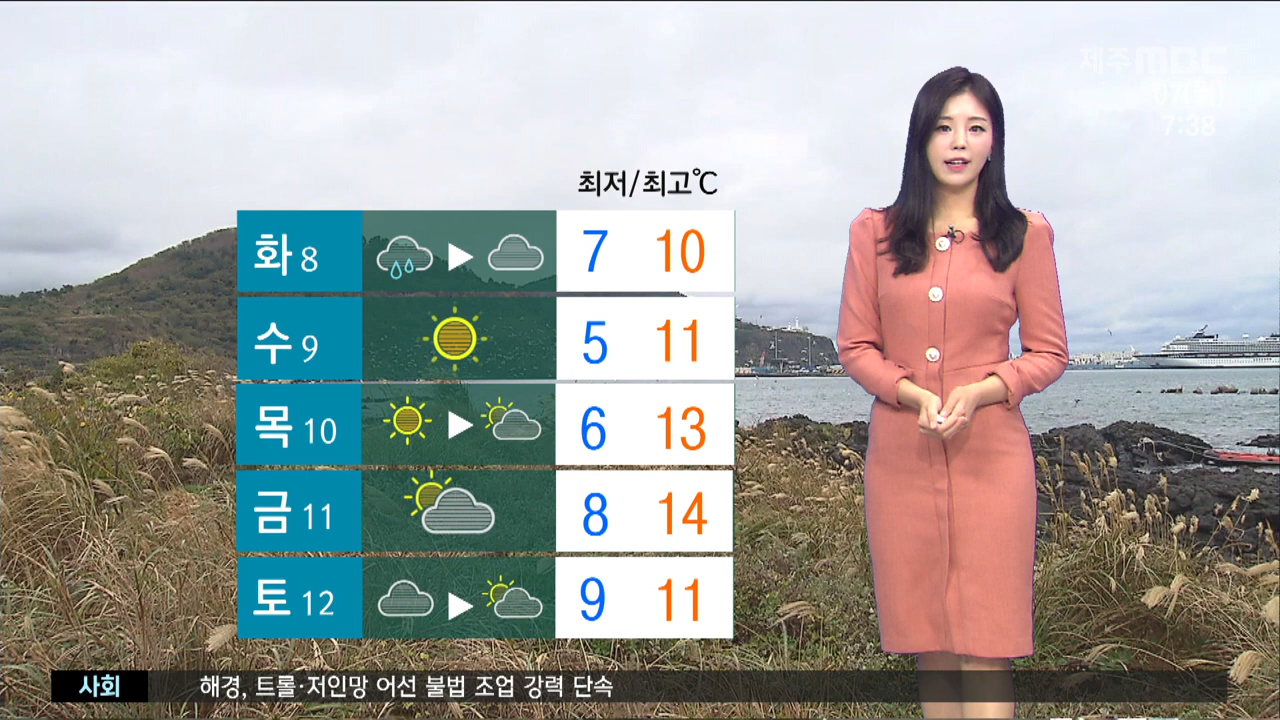 제주MBC
7:38
최저/최고℃
화 8 7 10
수 9 5 11
목 10 6 13
금 11 8 14
토 12 9 11
사회 해경, 트롤·저인망 어선 불법 조업 강력 단속